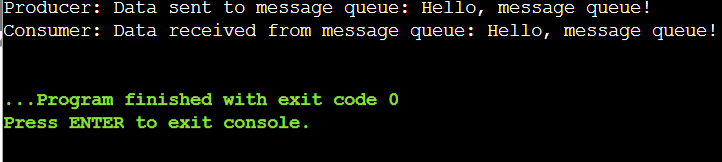 Producer: Data sent to message queue: Hello, message queue!
Consumer: Data received from message queue: Hello, message queue!
...Program finished with exit code 0
Press ENTER to exit console.